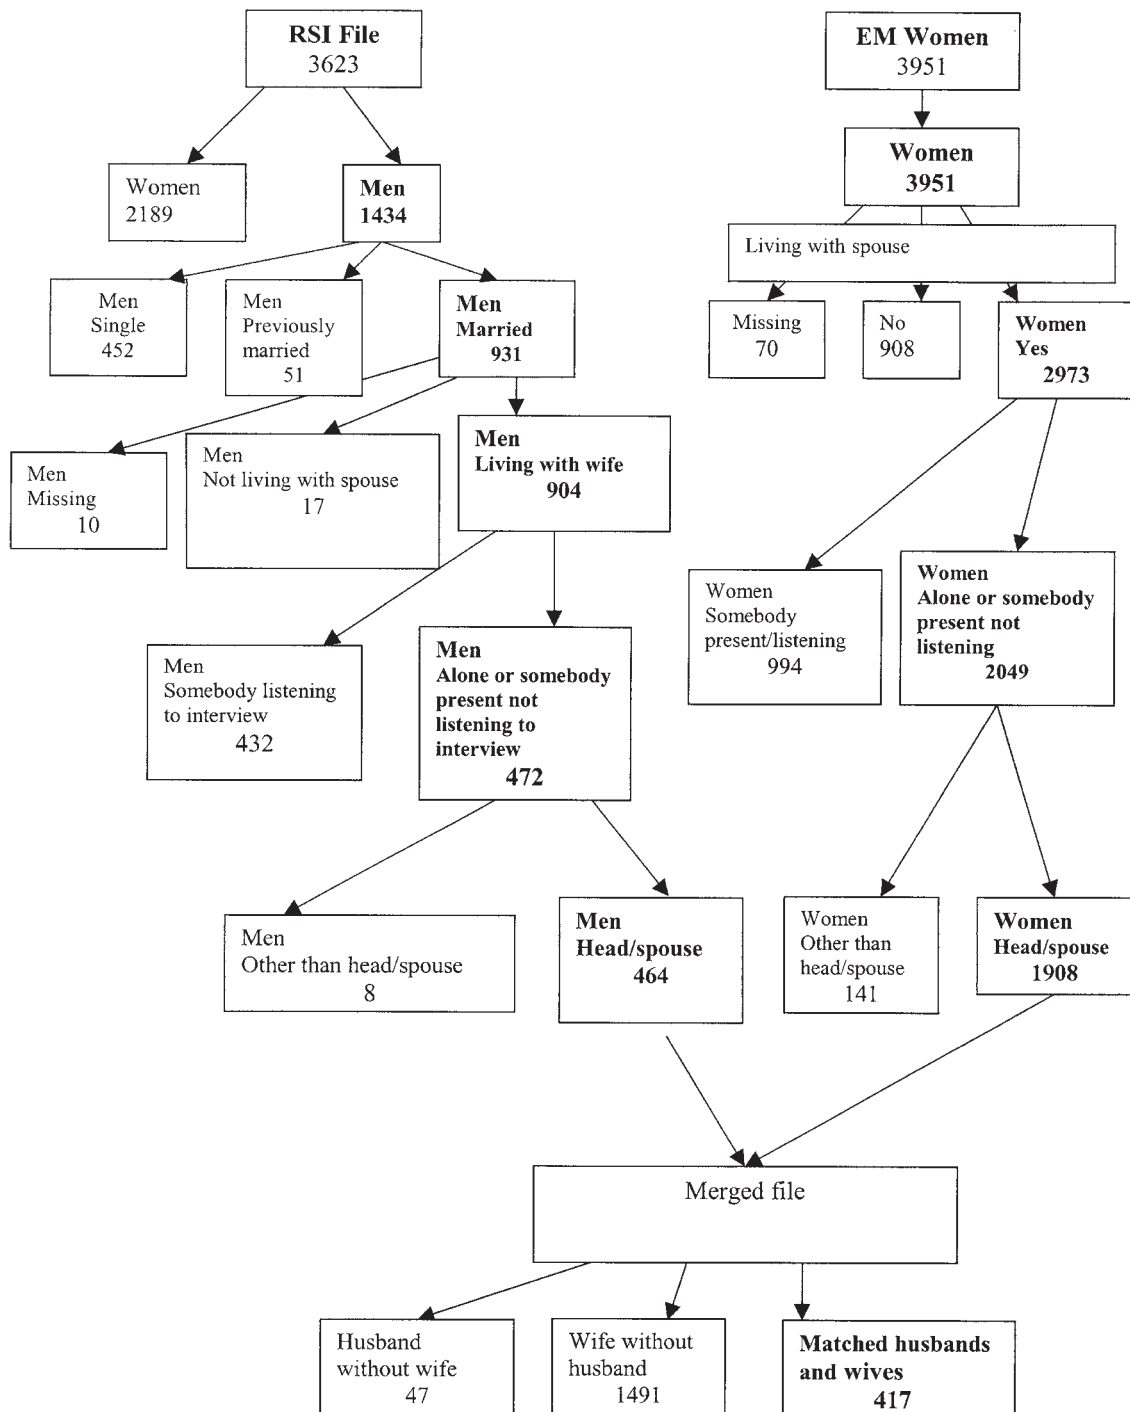 RSI File
3623
EM Women
3951
Women
2189
Men
1434
Women
3951
Living with spouse
Men
Single
452
Men
Previously
married
51
Men
Married
931
Missing
70
No
908
Women
Yes
2973
Men
Missing
10
Men
Not living with spouse
17
Men
Living with wife
904
Women
Somebody
present/listening
994
Women
Alone or somebody
present not
listening
2049
Men
Somebody listening
to interview
432
Men
Alone or somebody
present not
listening to
interview
472
Men
Other than head/spouse
8
Men
Head/spouse
464
Women
Other than
head/spouse
141
Women
Head/spouse
1908
Merged file
Husband
without wife
47
Wife without
husband
1491
Matched husbands
and wives
417